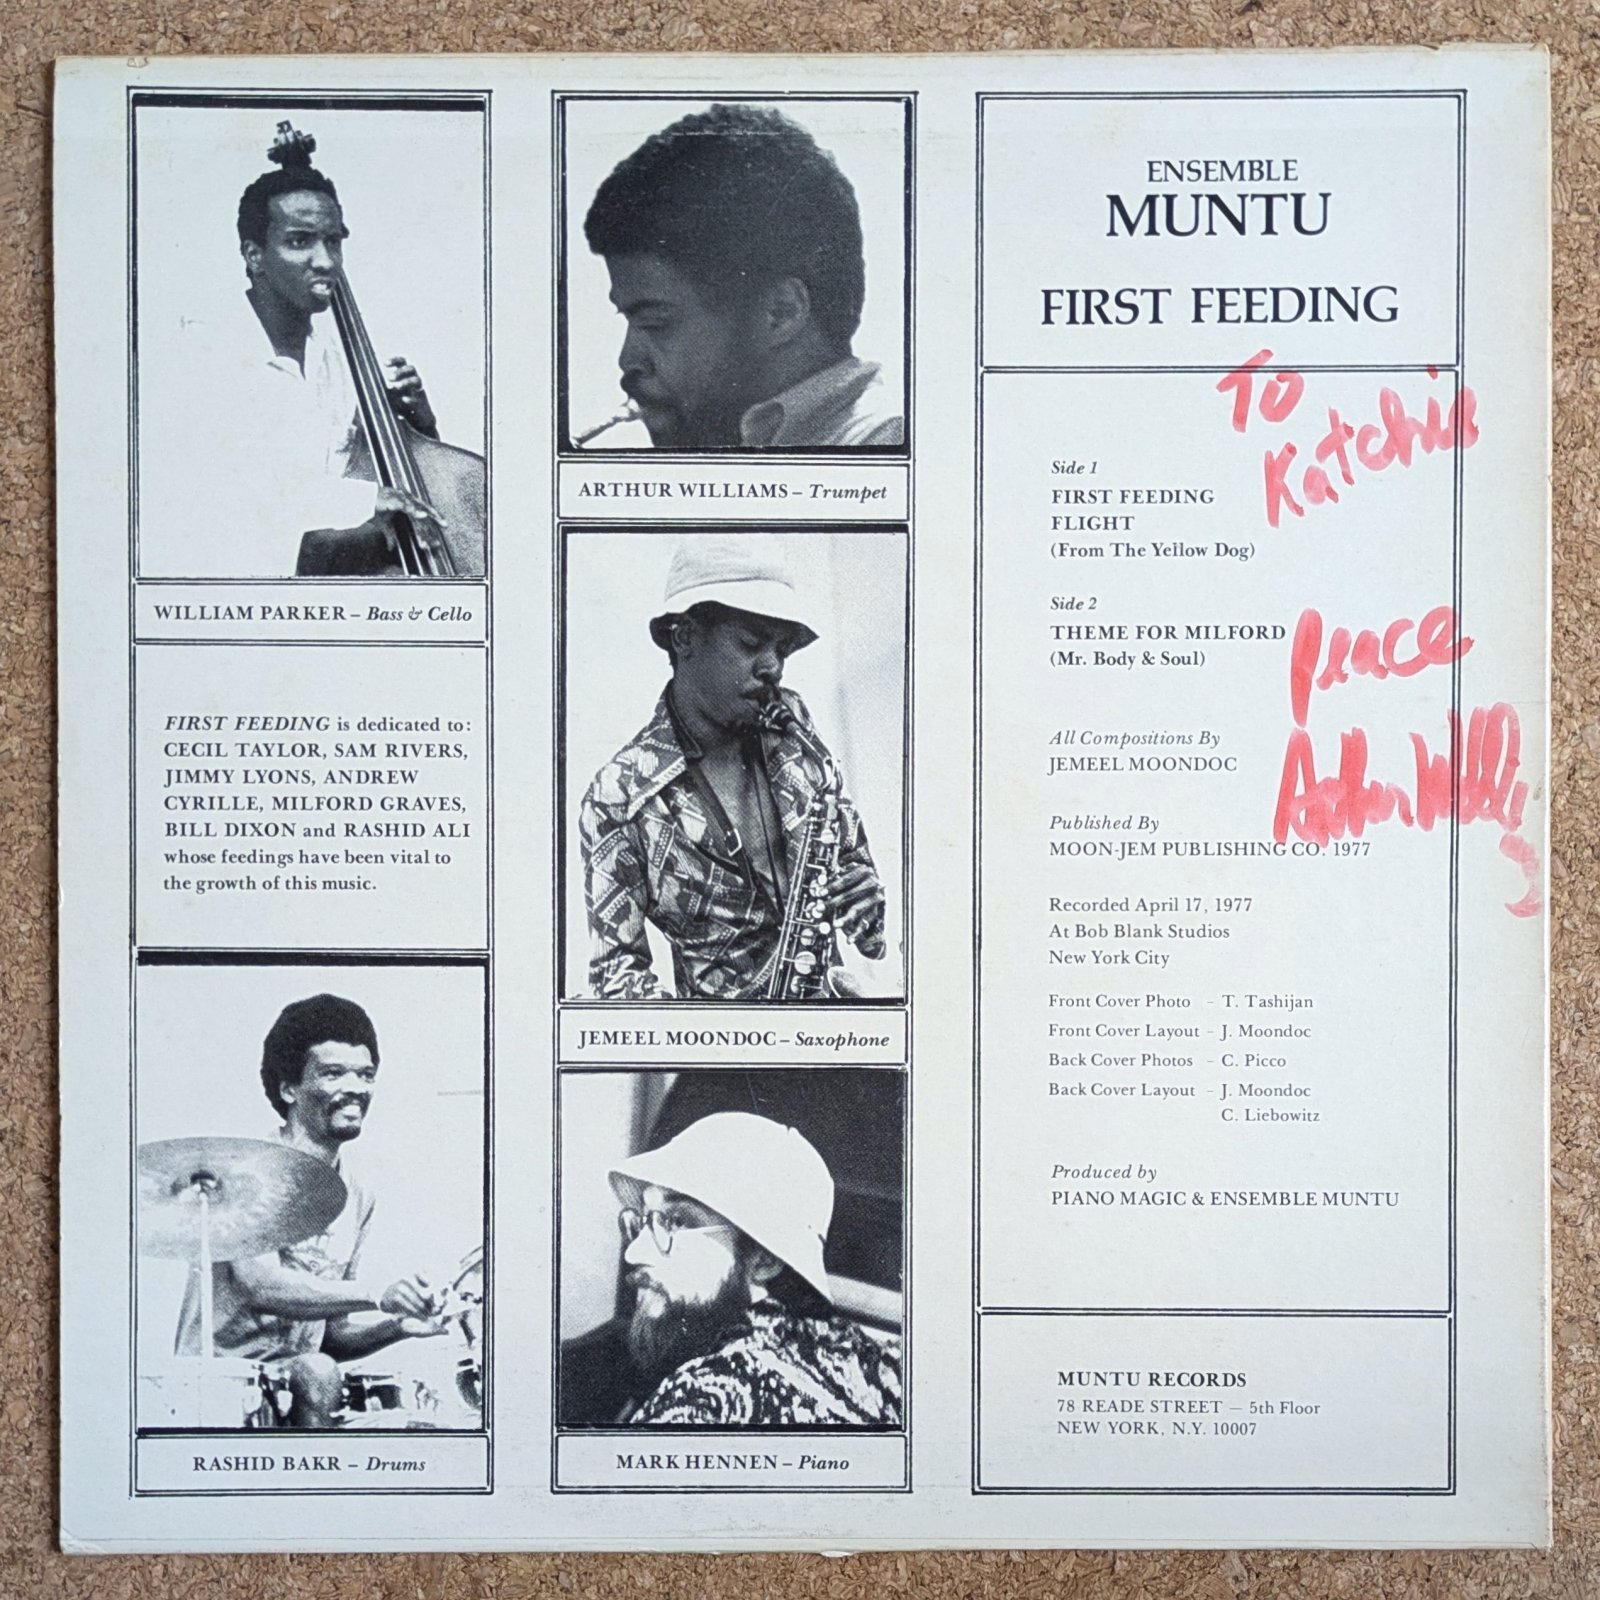 WILLIAM PARKER – Bass & Cello
FIRST FEEDING is dedicated to:
CECIL TAYLOR, SAM RIVERS,
JIMMY LYONS, ANDREW
CYRILLE, MILFORD GRAVES,
BILL DIXON and RASHID ALI
whose feedings have been vital to
the growth of this music.
RASHID BAKR – Drums
ARTHUR WILLIAMS – Trumpet
JEMEEL MOONDOC – Saxophone
MARK HENNEN – Piano
ENSEMBLE
MUNTU
FIRST FEEDING
To
Katchie
Side 1
FIRST FEEDING
FLIGHT
(From The Yellow Dog)
Side 2
THEME FOR MILFORD
(Mr. Body & Soul)
Peace
Arthur Williams
All Compositions By
JEMEEL MOONDOC
Published By
MOON-JEM PUBLISHING CO. 1977
Recorded April 17, 1977
At Bob Blank Studios
New York City
Front Cover Photo – T. Tashijan
Front Cover Layout – J. Moondoc
Back Cover Photos – C. Picco
Back Cover Layout – J. Moondoc
C. Liebowitz
Produced by
PIANO MAGIC & ENSEMBLE MUNTU
MUNTU RECORDS
78 READE STREET — 5th Floor
NEW YORK, N.Y. 10007